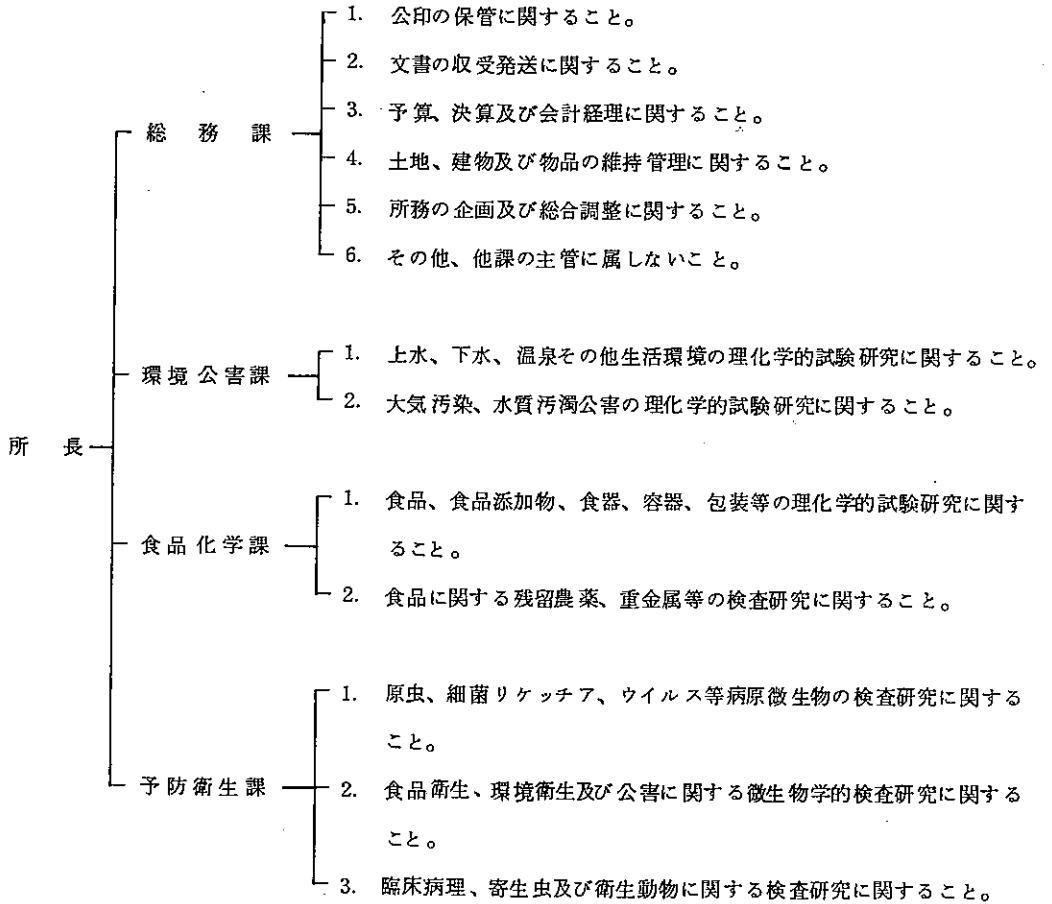 所長
総務課
1. 公印の保管に関すること。
2. 文書の収受発送に関すること。
3. 予算、決算及び会計経理に関すること。
4. 土地、建物及び物品の維持管理に関すること。
5. 所務の企画及び総合調整に関すること。
6. その他、他課の主管に属しないこと。
環境公害課
1. 上水、下水、温泉その他生活環境の理化学的試験研究に関すること。
2. 大気汚染、水質汚濁公害の理化学的試験研究に関すること。
食品化学課
1. 食品、食品添加物、食器、容器、包装等の理化学的試験研究に関す
ること。
2. 食品に関する残留農薬、重金属等の検査研究に関すること。
予防衛生課
1. 原虫、細菌リケッチア、ウイルス等病原微生物の検査研究に関する
こと。
2. 食品衛生、環境衛生及び公害に関する微生物学的検査研究に関する
こと。
3. 臨床病理、寄生虫及び衛生動物に関する検査研究に関すること。